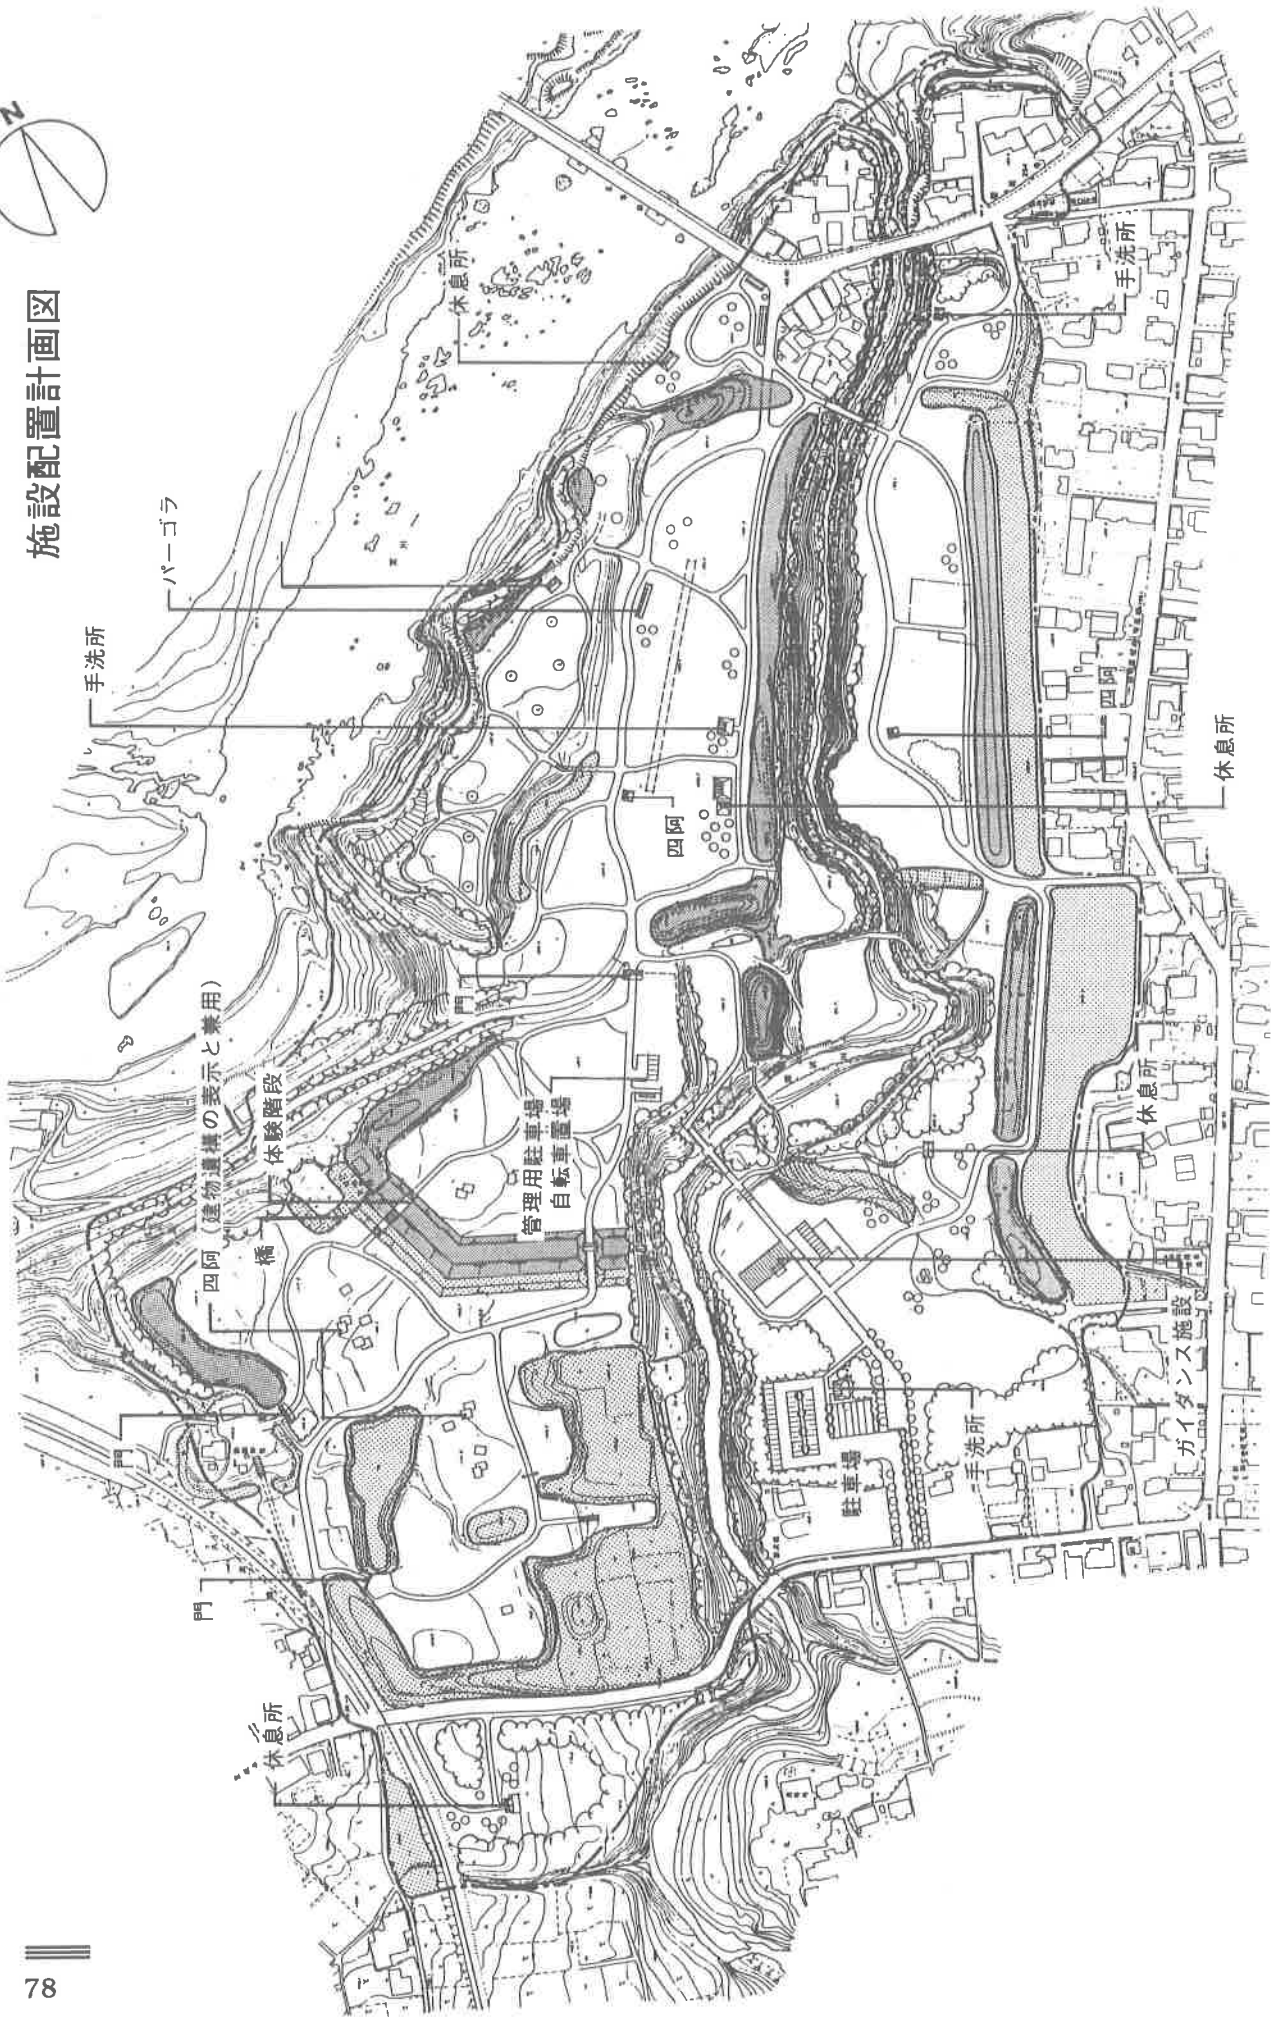 施設配置計画図
N
手洗所
パーゴラ
休息所
四阿（建物遺構の表示と兼用）
橋
体験階段
門
門
門
休息所
管理用駐車場
自転車置場
四阿
手洗所
四阿
休息所
休息所
ガイダンス施設
手洗所
駐車場
78